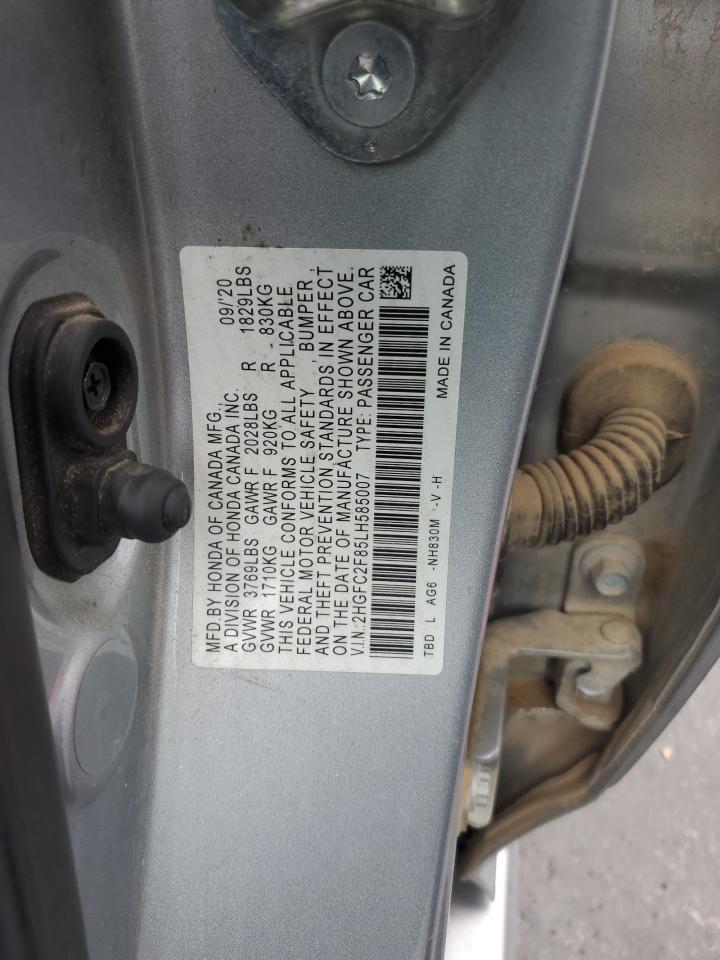 MFD.BY HONDA OF CANADA MFG.,
A DIVISION OF HONDA CANADA INC. 09/'20
GVWR 3769LBS GAWR F 2028LBS R 1829LBS
GVWR 1710KG GAWR F 920KG R 830KG
THIS VEHICLE CONFORMS TO ALL APPLICABLE
FEDERAL MOTOR VEHICLE SAFETY, BUMPER,
AND THEFT PREVENTION STANDARDS IN EFFECT
ON THE DATE OF MANUFACTURE SHOWN ABOVE.
V.I.N.:2HGFC2F85LH585007 TYPE: PASSENGER CAR
TBD L AG6 -NH830M -V -H MADE IN CANADA